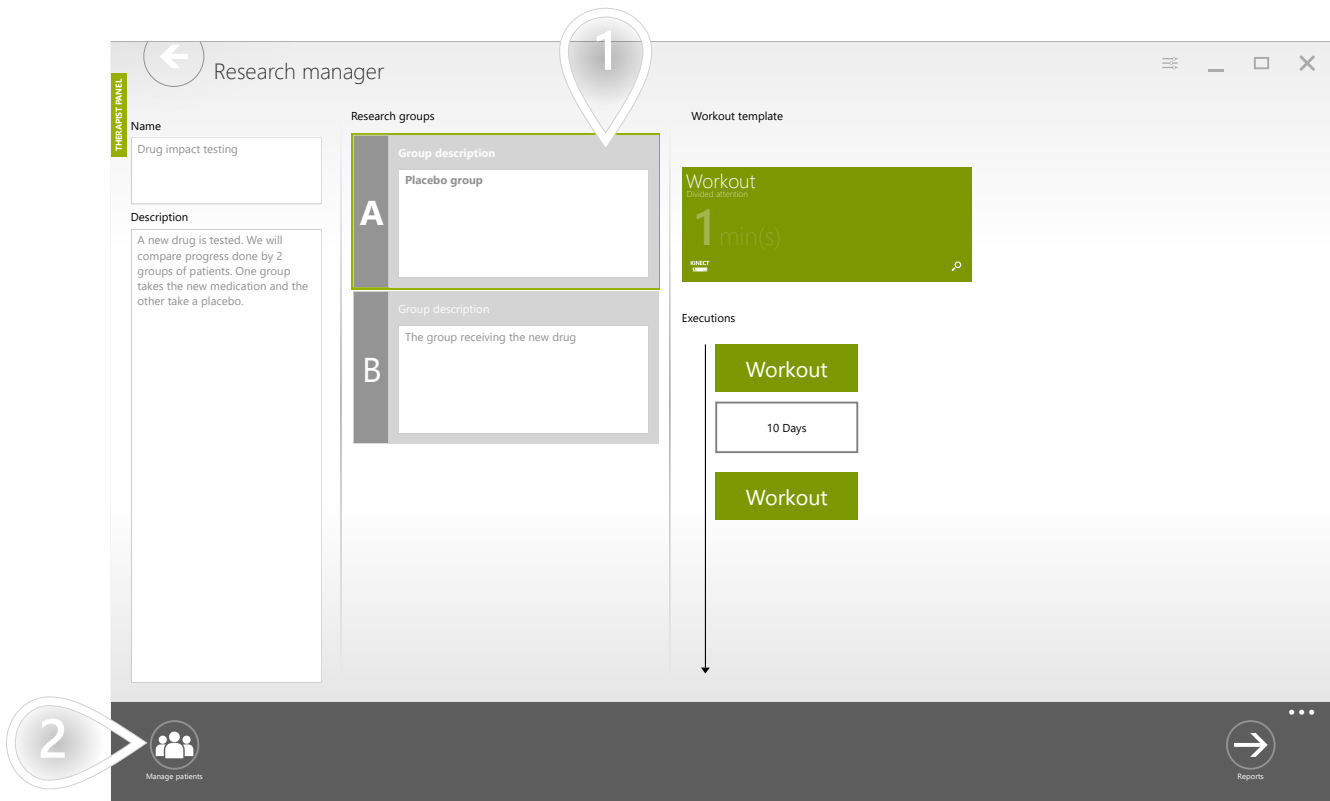 1
Research manager
THERAPIST PANEL
Name
Drug impact testing
Description
A new drug is tested. We will
compare progress done by 2
groups of patients. One group
takes the new medication and the
other take a placebo.
Research groups
A
Group description
Placebo group
B
Group description
The group receiving the new drug
Workout template
Workout
Divided attention
1 min(s)
KINECT
Executions
Workout
10 Days
Workout
2
Manage patients
Reports